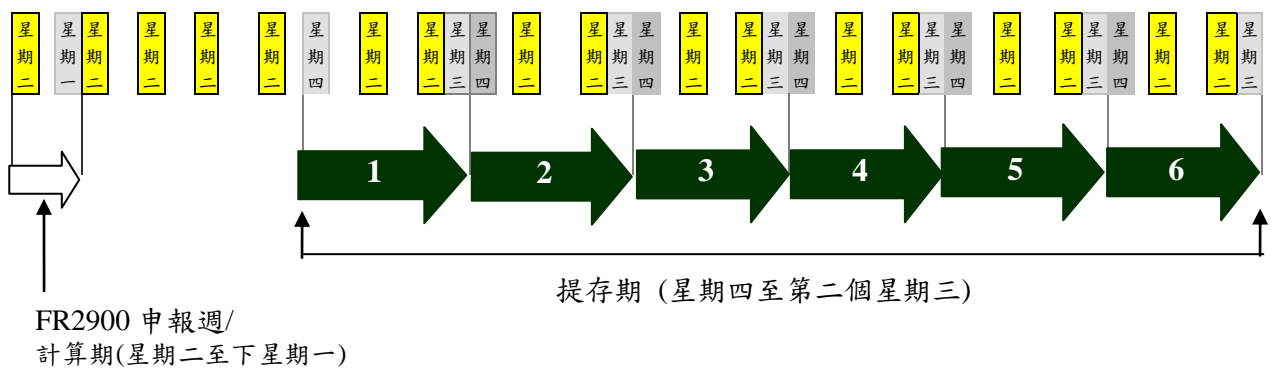 星期二
星期一
星期二
星期二
星期二
星期二
星期四
星期二
星期二
星期三
星期四
星期二
星期二
星期三
星期四
星期二
星期二
星期三
星期四
星期二
星期二
星期三
星期四
星期二
星期二
星期三
星期四
星期二
星期二
星期三
1
2
3
4
5
6
提存期 (星期四至第二個星期三)
FR2900 申報週/
計算期(星期二至下星期一)